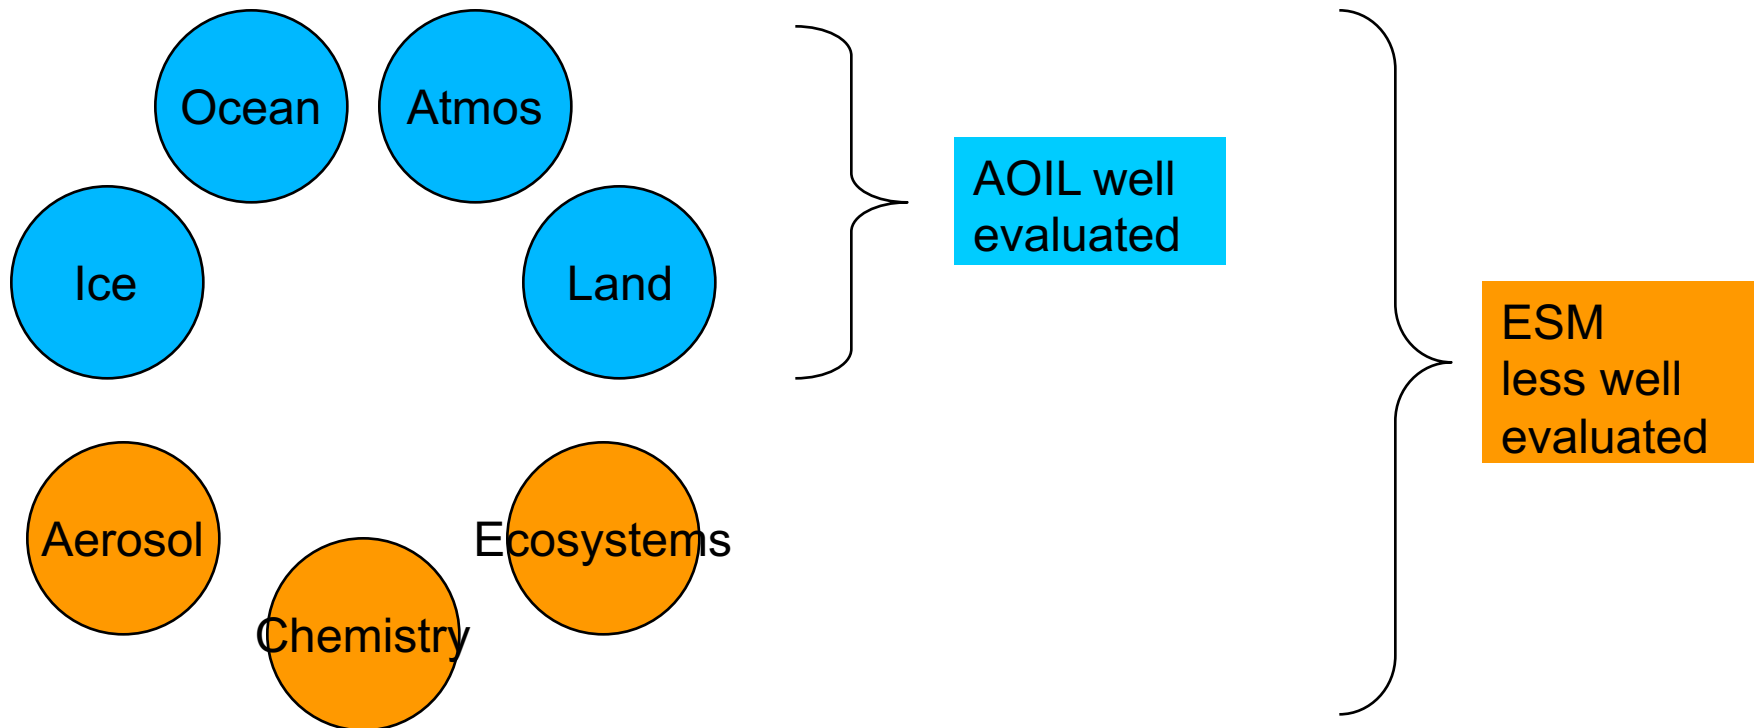 Ocean
Atmos
Ice
Land
AOIL well
evaluated
ESM
less well
evaluated
Aerosol
Ecosystems
Chemistry